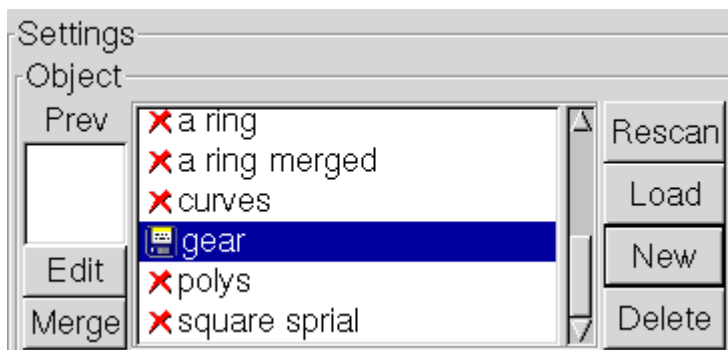 Settings
Object
Prev
a ring
a ring merged
curves
gear
polys
square sprial
Edit
Merge
Rescan
Load
New
Delete